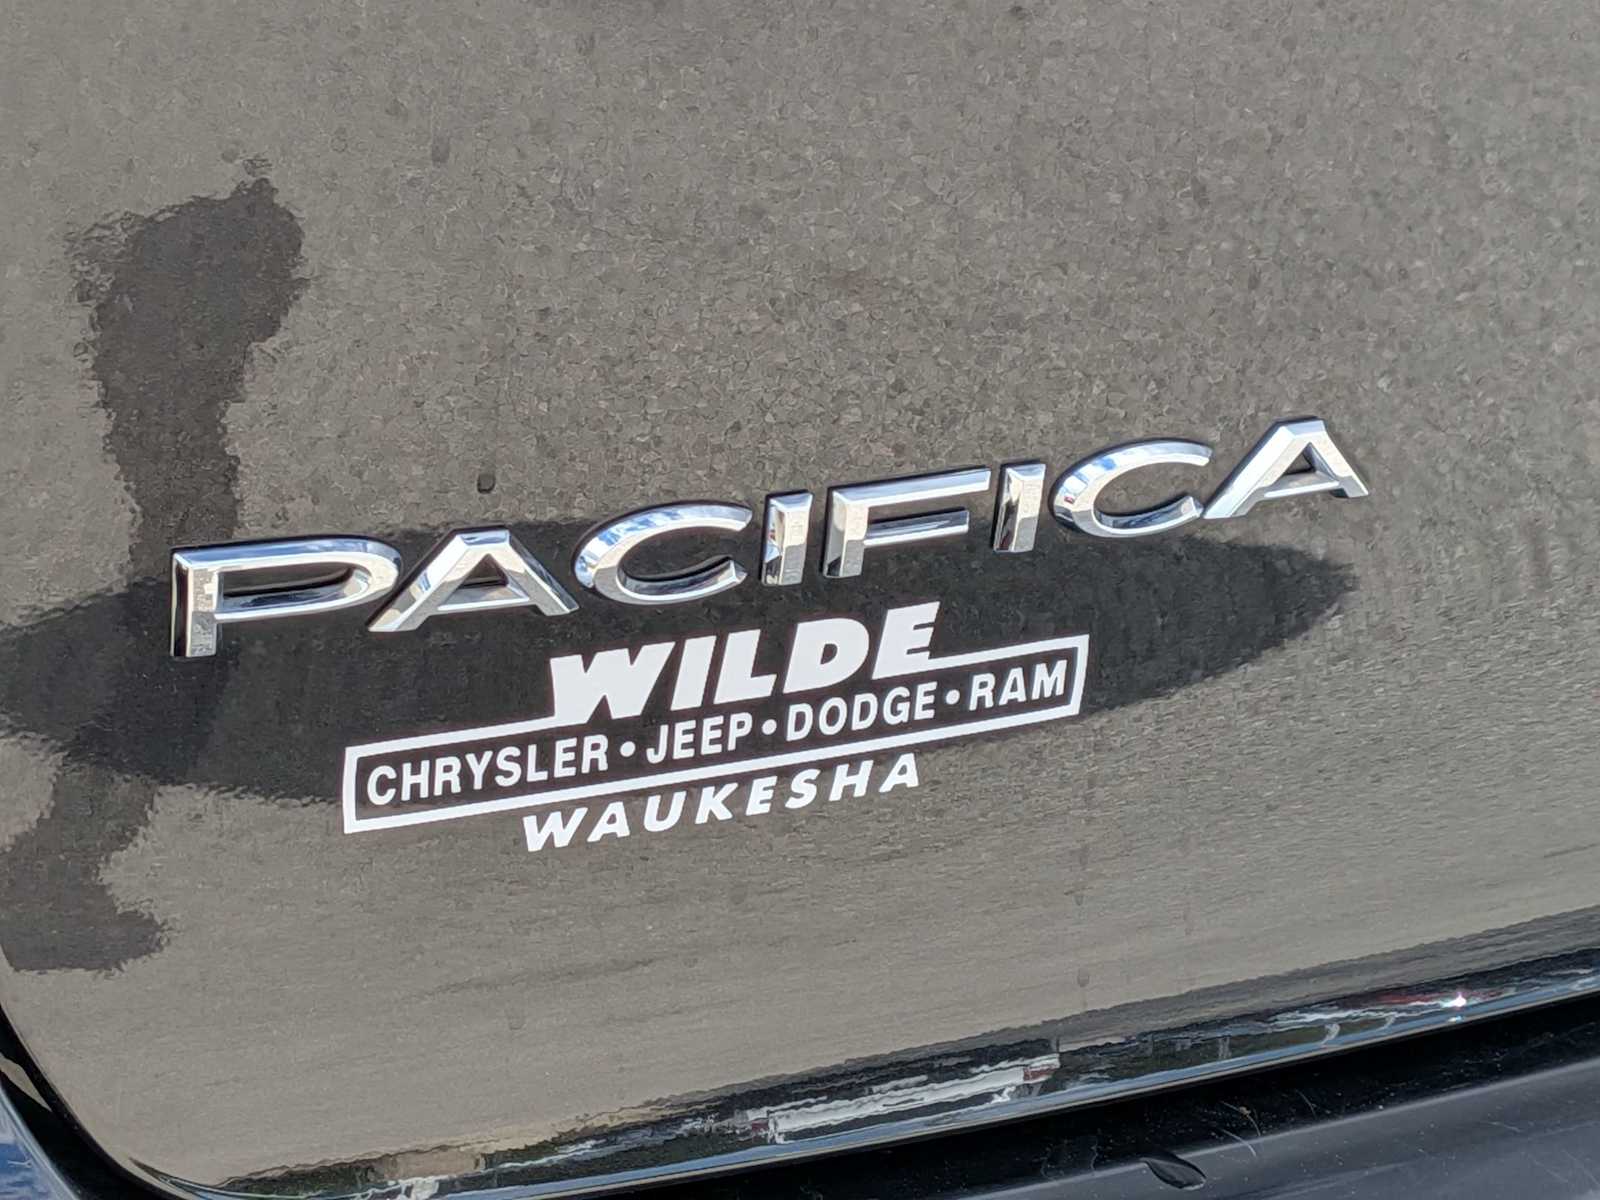 PACIFICA
WILDE
CHRYSLER • JEEP • DODGE • RAM
WAUKESHA